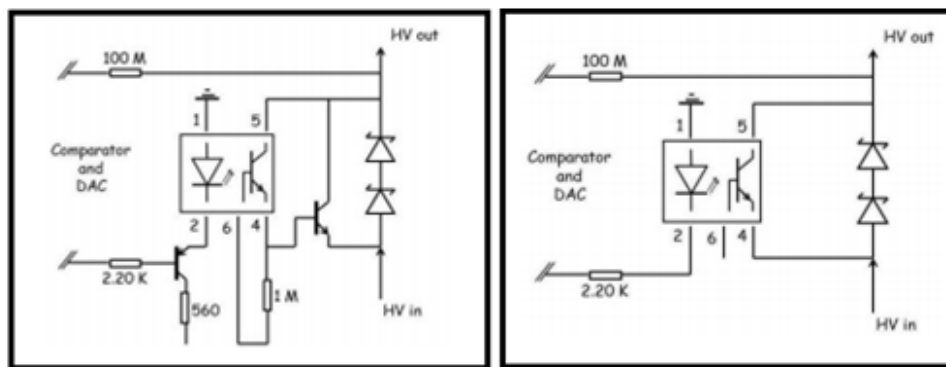 HV out
100 M
1
5
Comparator
and
DAC
2
6
4
2.20 K
1 M
560
HV in
HV out
100 M
1
5
Comparator
and
DAC
2
6
4
2.20 K
HV in